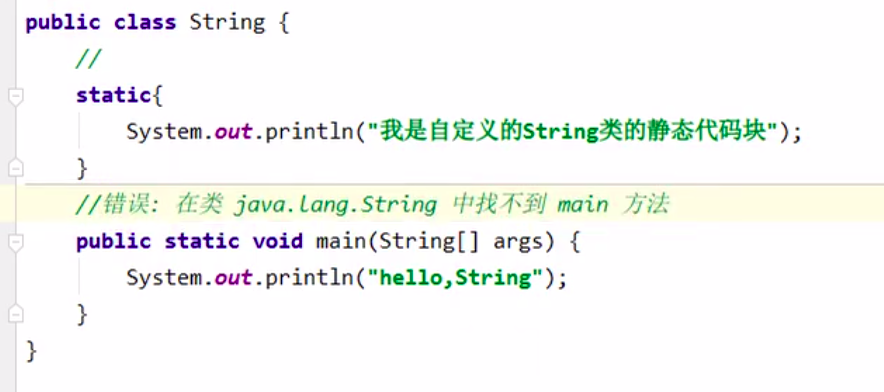 public class String {
//
static{
System.out.println("我是自定义的String类的静态代码块");
}
//错误: 在类 java.lang.String 中找不到 main 方法
public static void main(String[] args) {
System.out.println("hello,String");
}
}